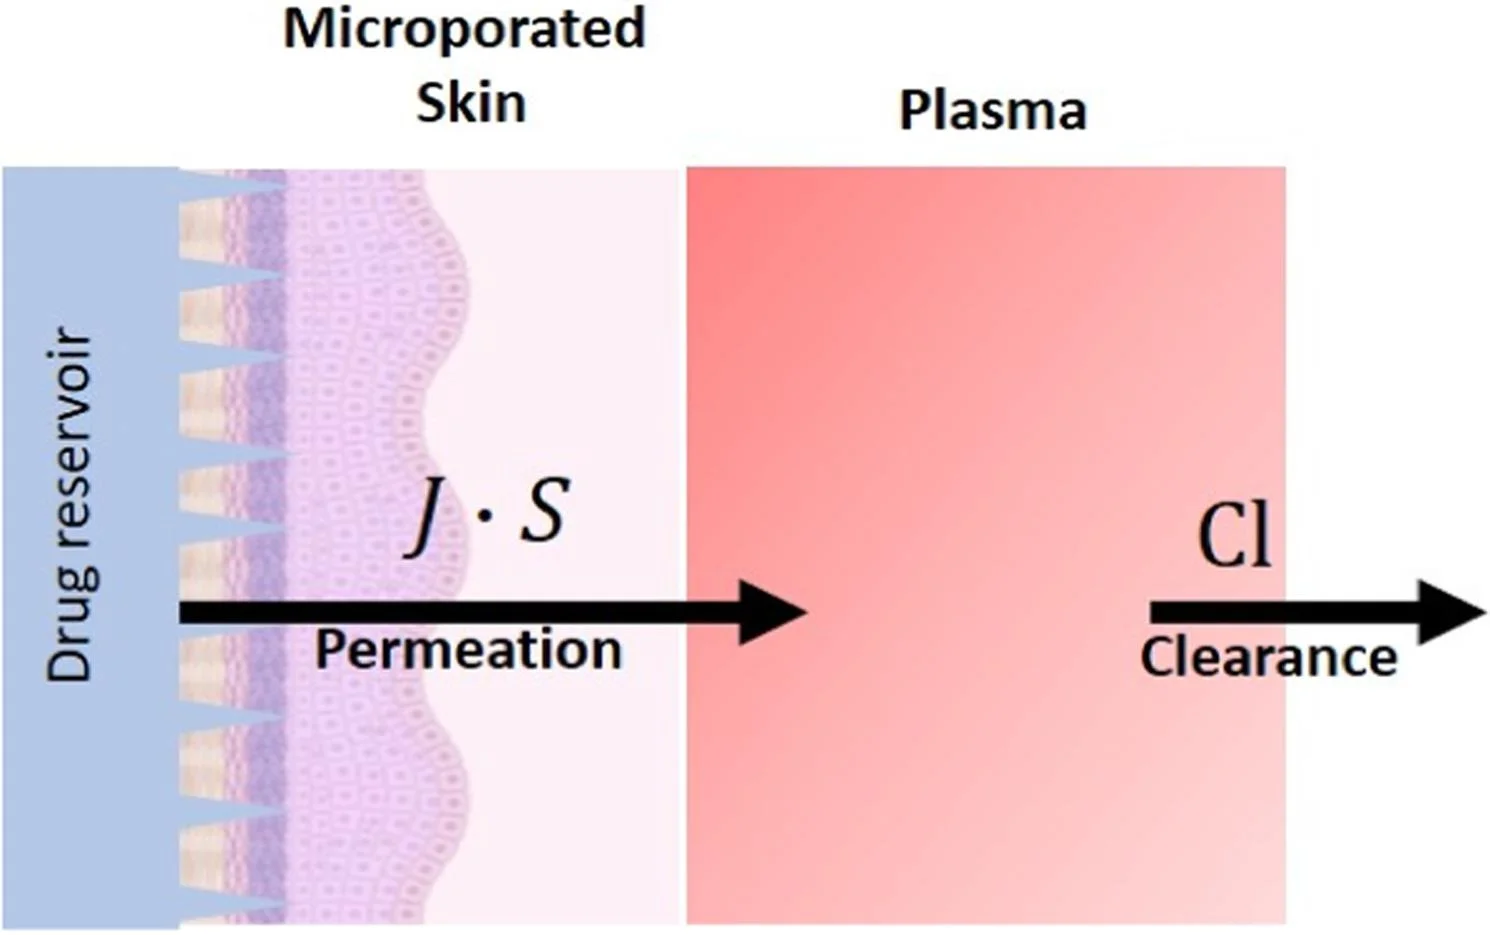 Microporated
Skin
Plasma
Drug reservoir
J · S
Permeation
Cl
Clearance